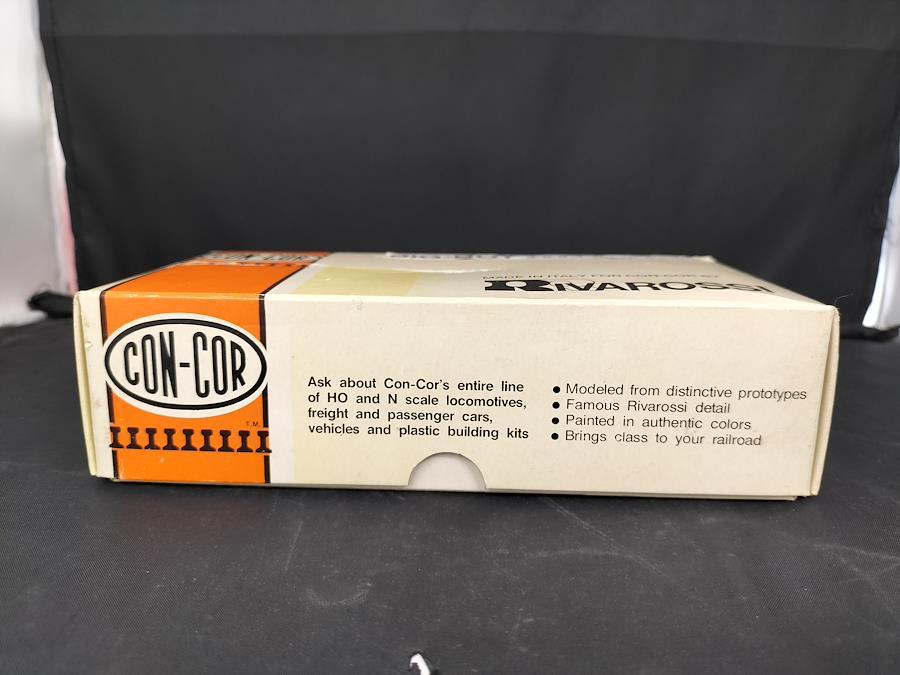 CON-COR
MADE IN ITALY FOR CON-COR BY
RIVAROSSI
CON-COR
T.M.
Ask about Con-Cor's entire line
of HO and N scale locomotives,
freight and passenger cars,
vehicles and plastic building kits
• Modeled from distinctive prototypes
• Famous Rivarossi detail
• Painted in authentic colors
• Brings class to your railroad